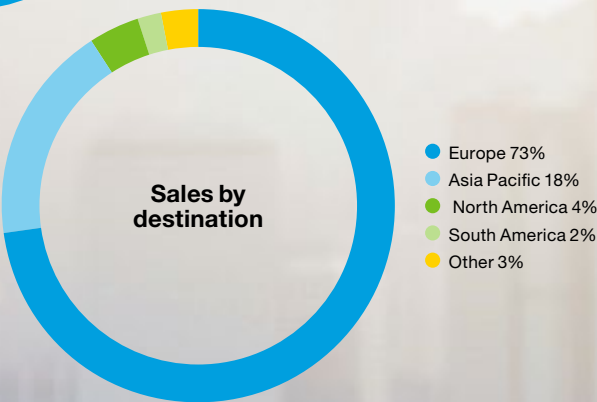 Sales by
destination
Europe 73%
Asia Pacific 18%
North America 4%
South America 2%
Other 3%